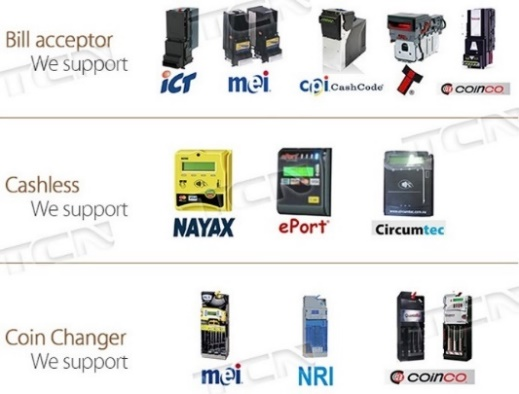 Bill acceptor
We support
ICT
mei
cpi CashCode
COINCO
Cashless
We support
NAYAX
ePort
Circumtec
Coin Changer
We support
mei
NRI
COINCO
TCN